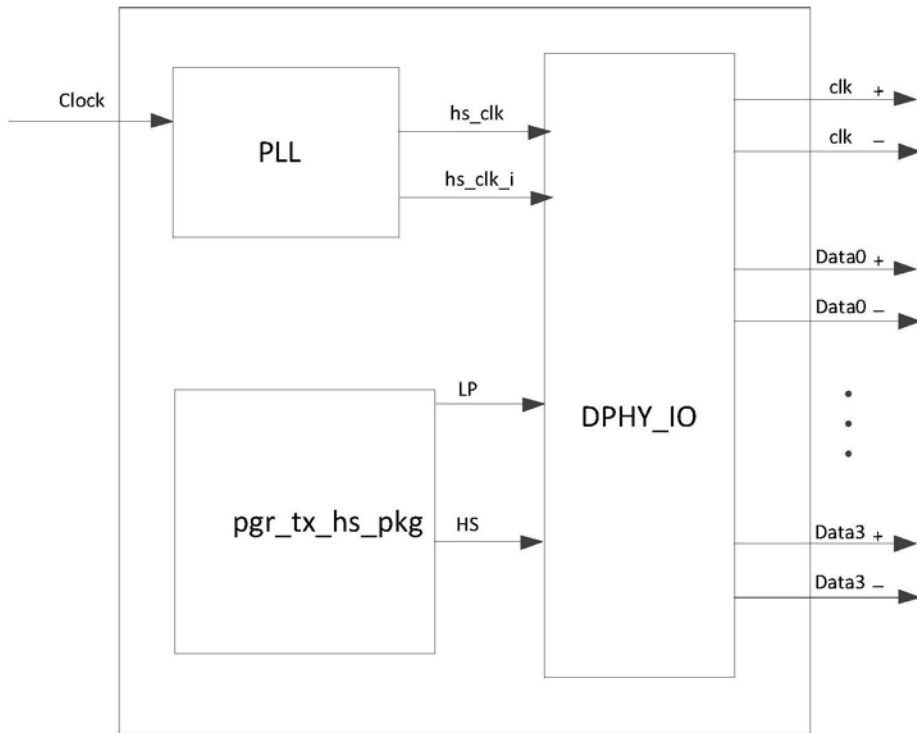 Clock
PLL
hs_clk
hs_clk_i
clk +
clk −
Data0 +
Data0 −
LP
DPHY_IO
pgr_tx_hs_pkg
HS
Data3 +
Data3 −